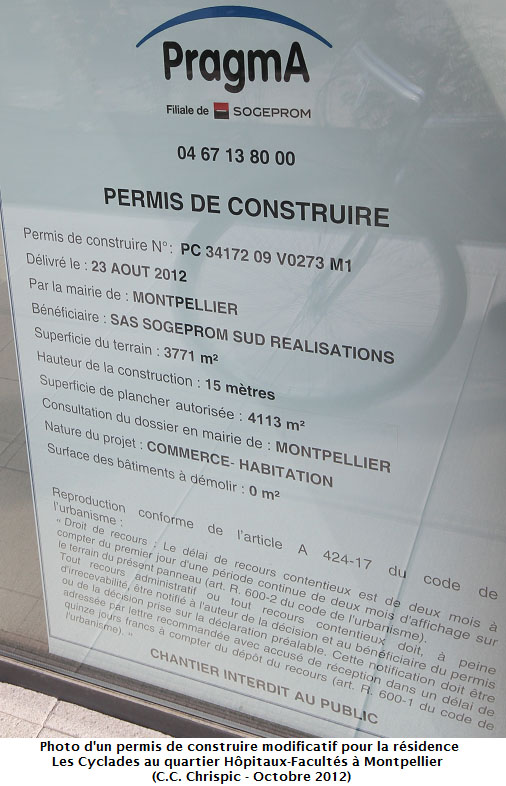 PragmA
Filiale de SOGEPROM
04 67 13 80 00
PERMIS DE CONSTRUIRE
Permis de construire N° : PC 34172 09 V0273 M1
Délivré le : 23 AOUT 2012
Par la mairie de : MONTPELLIER
Bénéficiaire : SAS SOGEPROM SUD REALISATIONS
Superficie du terrain : 3771 m²
Hauteur de la construction : 15 mètres
Superficie de plancher autorisée : 4113 m²
Consultation du dossier en mairie de : MONTPELLIER
Nature du projet : COMMERCE- HABITATION
Surface des bâtiments à démolir : 0 m²
Reproduction conforme de l'article A 424-17 du code de
l'urbanisme :
" Droit de recours : Le délai de recours contentieux est de deux mois à
compter du premier jour d'une période continue de deux mois d'affichage sur
le terrain du présent panneau (art. R. 600-2 du code de l'urbanisme).
Tout recours administratif ou tout recours contentieux doit, à peine
d'irrecevabilité, être notifié à l'auteur de la décision et au bénéficiaire du permis
ou de la décision prise sur la déclaration préalable. Cette notification doit être
adressée par lettre recommandée avec accusé de réception dans un délai de
quinze jours francs à compter du dépôt du recours (art. R. 600-1 du code de
l'urbanisme). "
CHANTIER INTERDIT AU PUBLIC
Photo d'un permis de construire modificatif pour la résidence
Les Cyclades au quartier Hôpitaux-Facultés à Montpellier
(C.C. Chrispic - Octobre 2012)